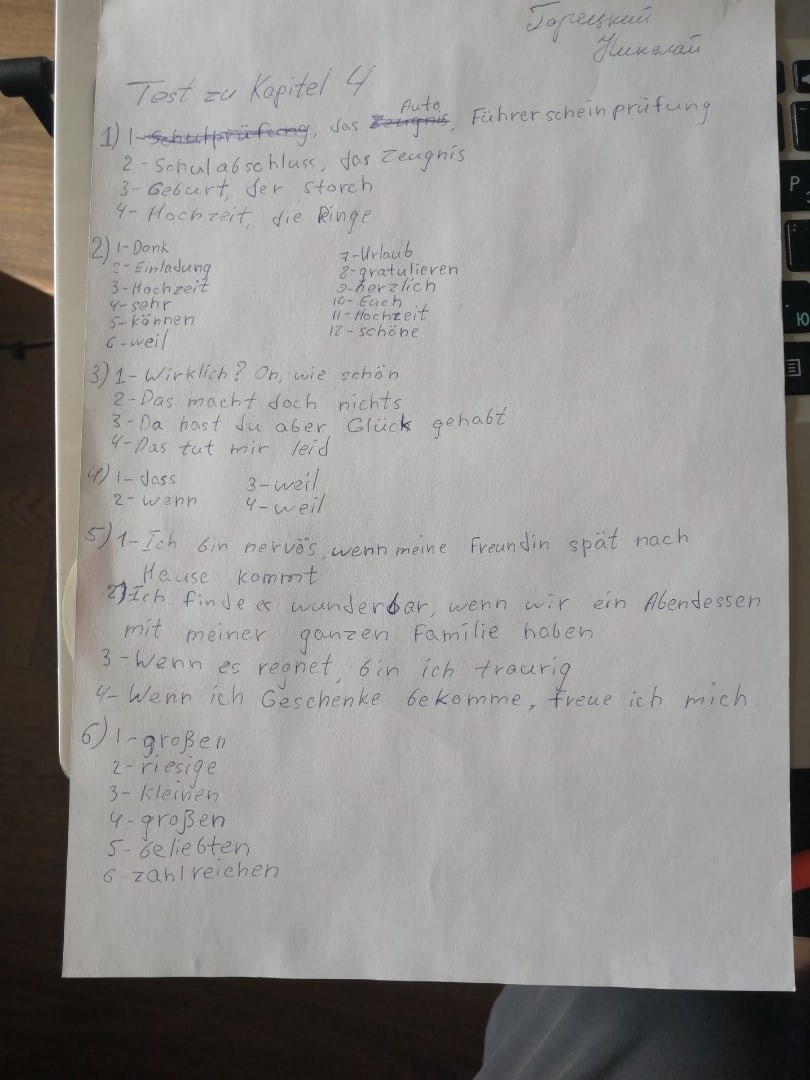 Горецкий
Николай
Test zu Kapitel 4
1) 1-Schulprüfung, das Zeugnis Auto, Führerscheinprüfung
2-Schulabschluss, das Zeugnis
3-Geburt, der Storch
4-Hochzeit, die Ringe
2) 1-Dank
2-Einladung
3-Hochzeit
4-sehr
5-können
6-weil
7-Urlaub
8-gratulieren
9-herzlich
10-Euch
11-Hochzeit
12-schöne
3) 1-Wirklich? Oh, wie schön
2-Das macht doch nichts
3-Da hast du aber Glück gehabt
4-Das tut mir leid
4) 1-dass
2-wenn
3-weil
4-weil
5) 1-Ich bin nervös, wenn meine Freundin spät nach
Hause kommt
2) Ich finde es wunderbar, wenn wir ein Abendessen
mit meiner ganzen Familie haben
3-Wenn es regnet, bin ich traurig
4-Wenn ich Geschenke bekomme, freue ich mich.
6) 1-großen
2-riesige
3-kleinen
4-großen
5-beliebten
6-zahlreichen
P
Ю